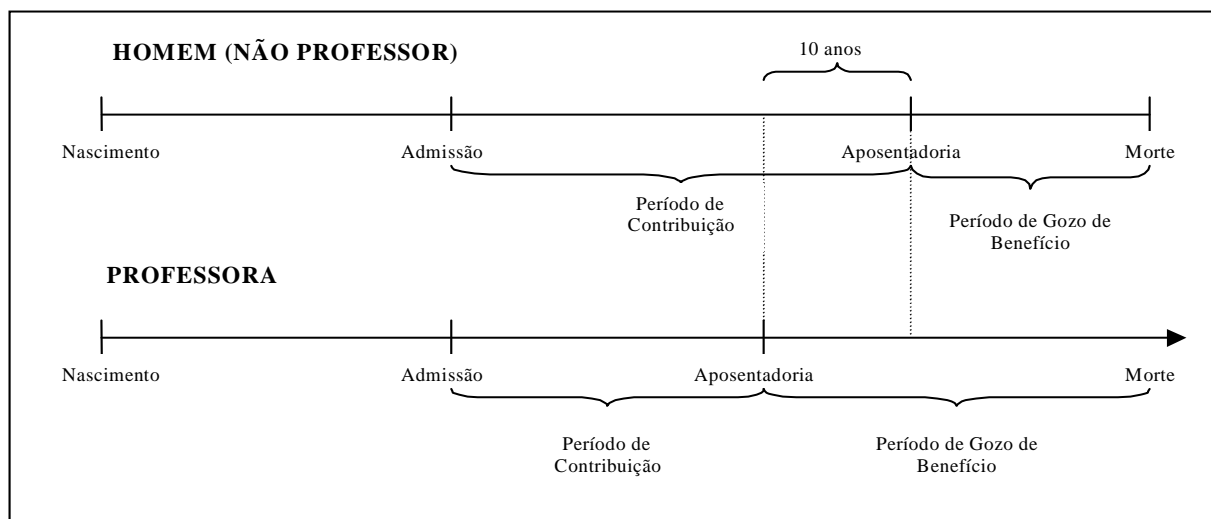 10 anos
HOMEM (NÃO PROFESSOR)
Nascimento
Admissão
Aposentadoria
Morte
Período de
Contribuição
Período de Gozo de
Benefício
PROFESSORA
Nascimento
Admissão
Aposentadoria
Morte
Período de
Contribuição
Período de Gozo de
Benefício